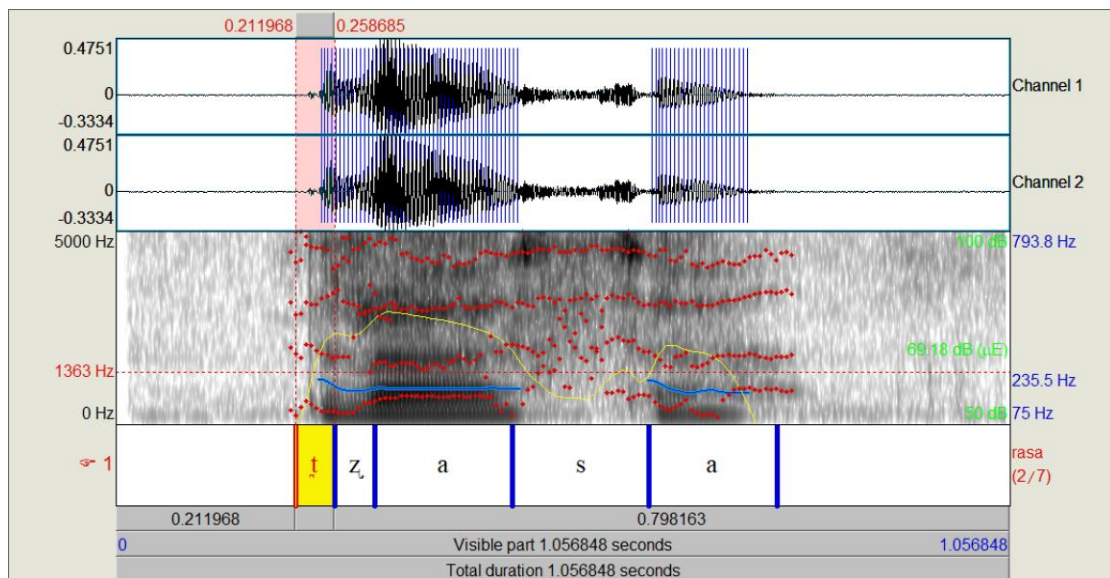 0.211968 0.258685
0.4751
0
-0.3334
Channel 1
0.4751
0
-0.3334
Channel 2
5000 Hz 100 dB 793.8 Hz
69.18 dB (µE)
1363 Hz 235.5 Hz
0 Hz 50 dB 75 Hz
☞ 1 ʐ a s a rasa
(2/7)
0.211968 0.798163
0 Visible part 1.056848 seconds 1.056848
Total duration 1.056848 seconds